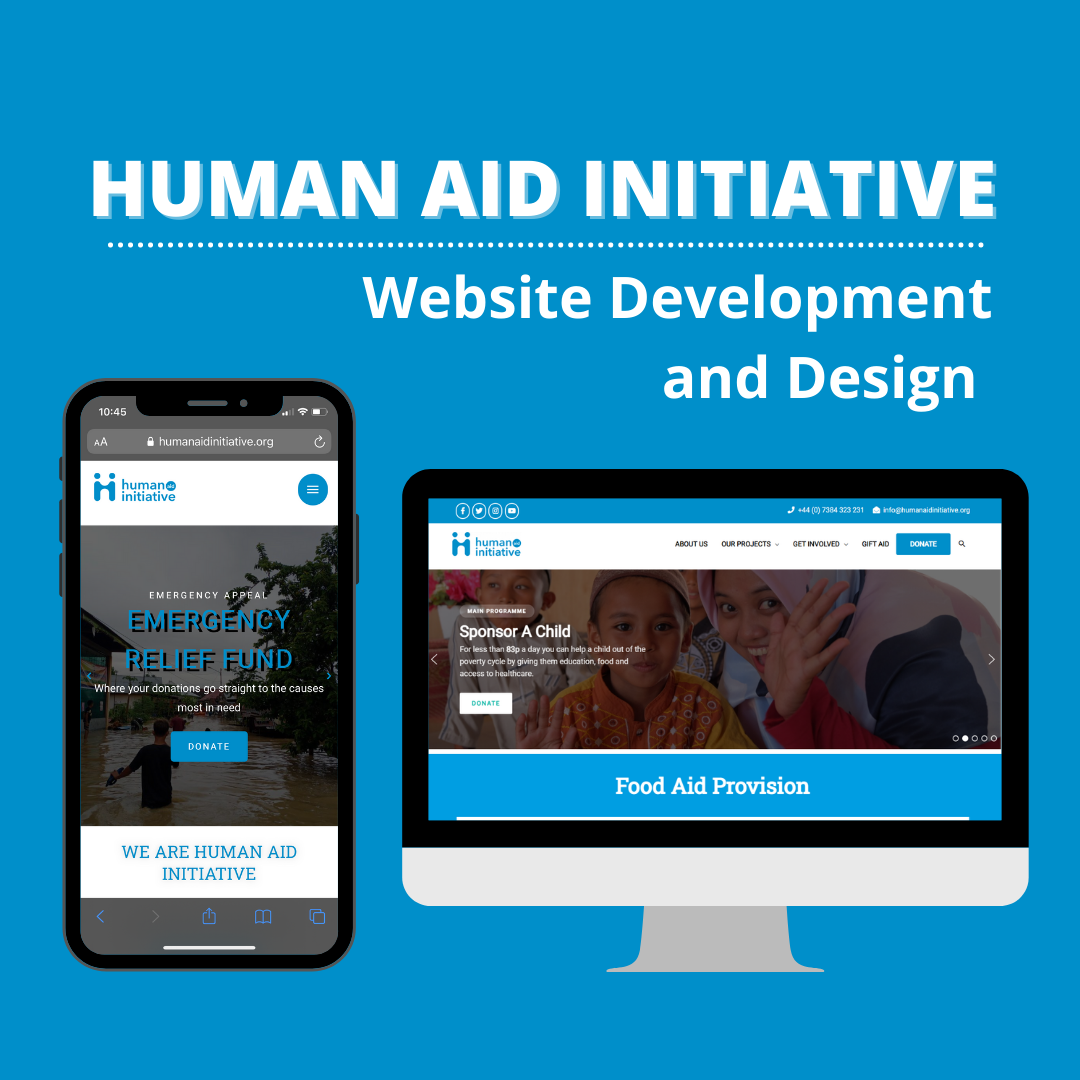 HUMAN AID INITIATIVE
Website Development
and Design
10:45
AA humanaidinitiative.org
human aid
initiative
EMERGENCY APPEAL
EMERGENCY
RELIEF FUND
Where your donations go straight to the causes
most in need
DONATE
WE ARE HUMAN AID
INITIATIVE
+44 (0) 7384 323 231 info@humanaidinitiative.org
human aid
initiative
ABOUT US OUR PROJECTS GET INVOLVED GIFT AID DONATE
MAIN PROGRAMME
Sponsor A Child
For less than 83p a day you can help a child out of the
poverty cycle by giving them education, food and
access to healthcare.
DONATE
Food Aid Provision